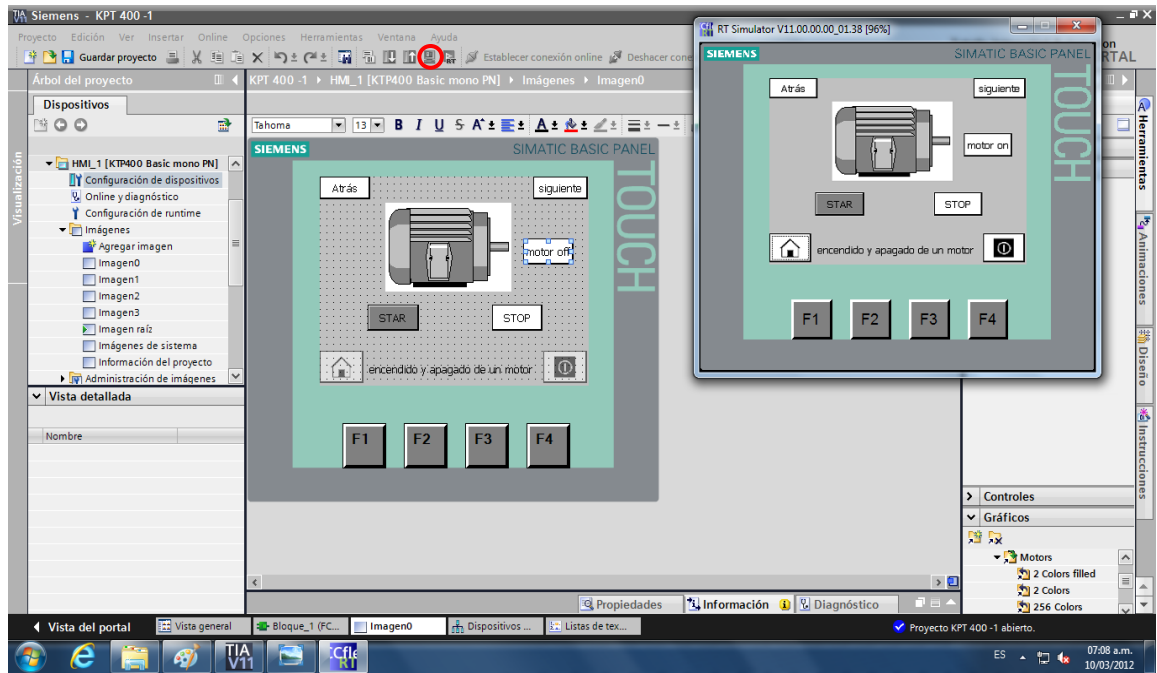 Siemens - KPT 400 -1
Proyecto Edición Ver Insertar Online Opciones Herramientas Ventana Ayuda
Guardar proyecto
Establecer conexión online
Deshacer cone
on
RTAL
Árbol del proyecto
KPT 400 -1 HMI_1 [KTP400 Basic mono PN] Imágenes Imagen0
Dispositivos
Tahoma 13 B I U S A A
Visualización
HMI_1 [KTP400 Basic mono PN]
Configuración de dispositivos
Online y diagnóstico
Configuración de runtime
Imágenes
Agregar imagen
Imagen0
Imagen1
Imagen2
Imagen3
Imagen raíz
Imágenes de sistema
Información del proyecto
Administración de imágenes
Vista detallada
Nombre
SIEMENS SIMATIC BASIC PANEL
TOUCH
Atrás siguiente
motor off
STAR STOP
encendido y apagado de un motor
F1 F2 F3 F4
RT Simulator V11.00.00.00_01.38 [96%]
SIEMENS SIMATIC BASIC PANEL
TOUCH
Atrás siguiente
motor on
STAR STOP
encendido y apagado de un motor
F1 F2 F3 F4
Herramientas
Animaciones
Diseño
Instrucciones
Controles
Gráficos
Motors
2 Colors filled
2 Colors
256 Colors
Propiedades Información Diagnóstico
Vista del portal Vista general Bloque_1 (FC... Imagen0 Dispositivos ... Listas de tex...
Proyecto KPT 400 -1 abierto.
TIA V11
Cfle RT
ES
07:08 a.m.
10/03/2012